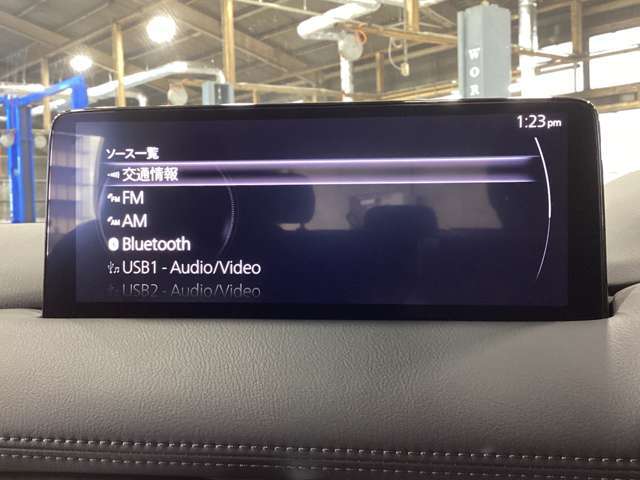 1:23pm
ソース一覧
交通情報
FM
AM
Bluetooth
USB1 - Audio/Video
USB2 - Audio/Video
WOR